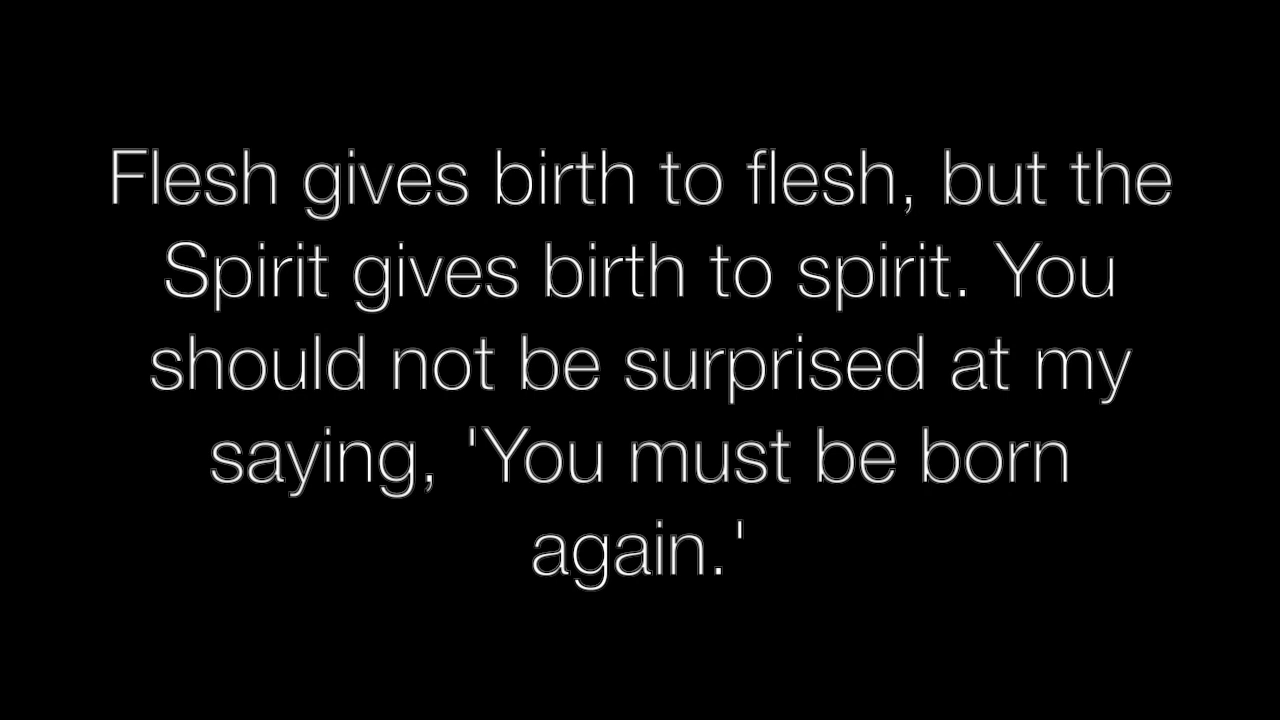 Flesh gives birth to flesh, but the
Spirit gives birth to spirit. You
should not be surprised at my
saying, 'You must be born
again.'